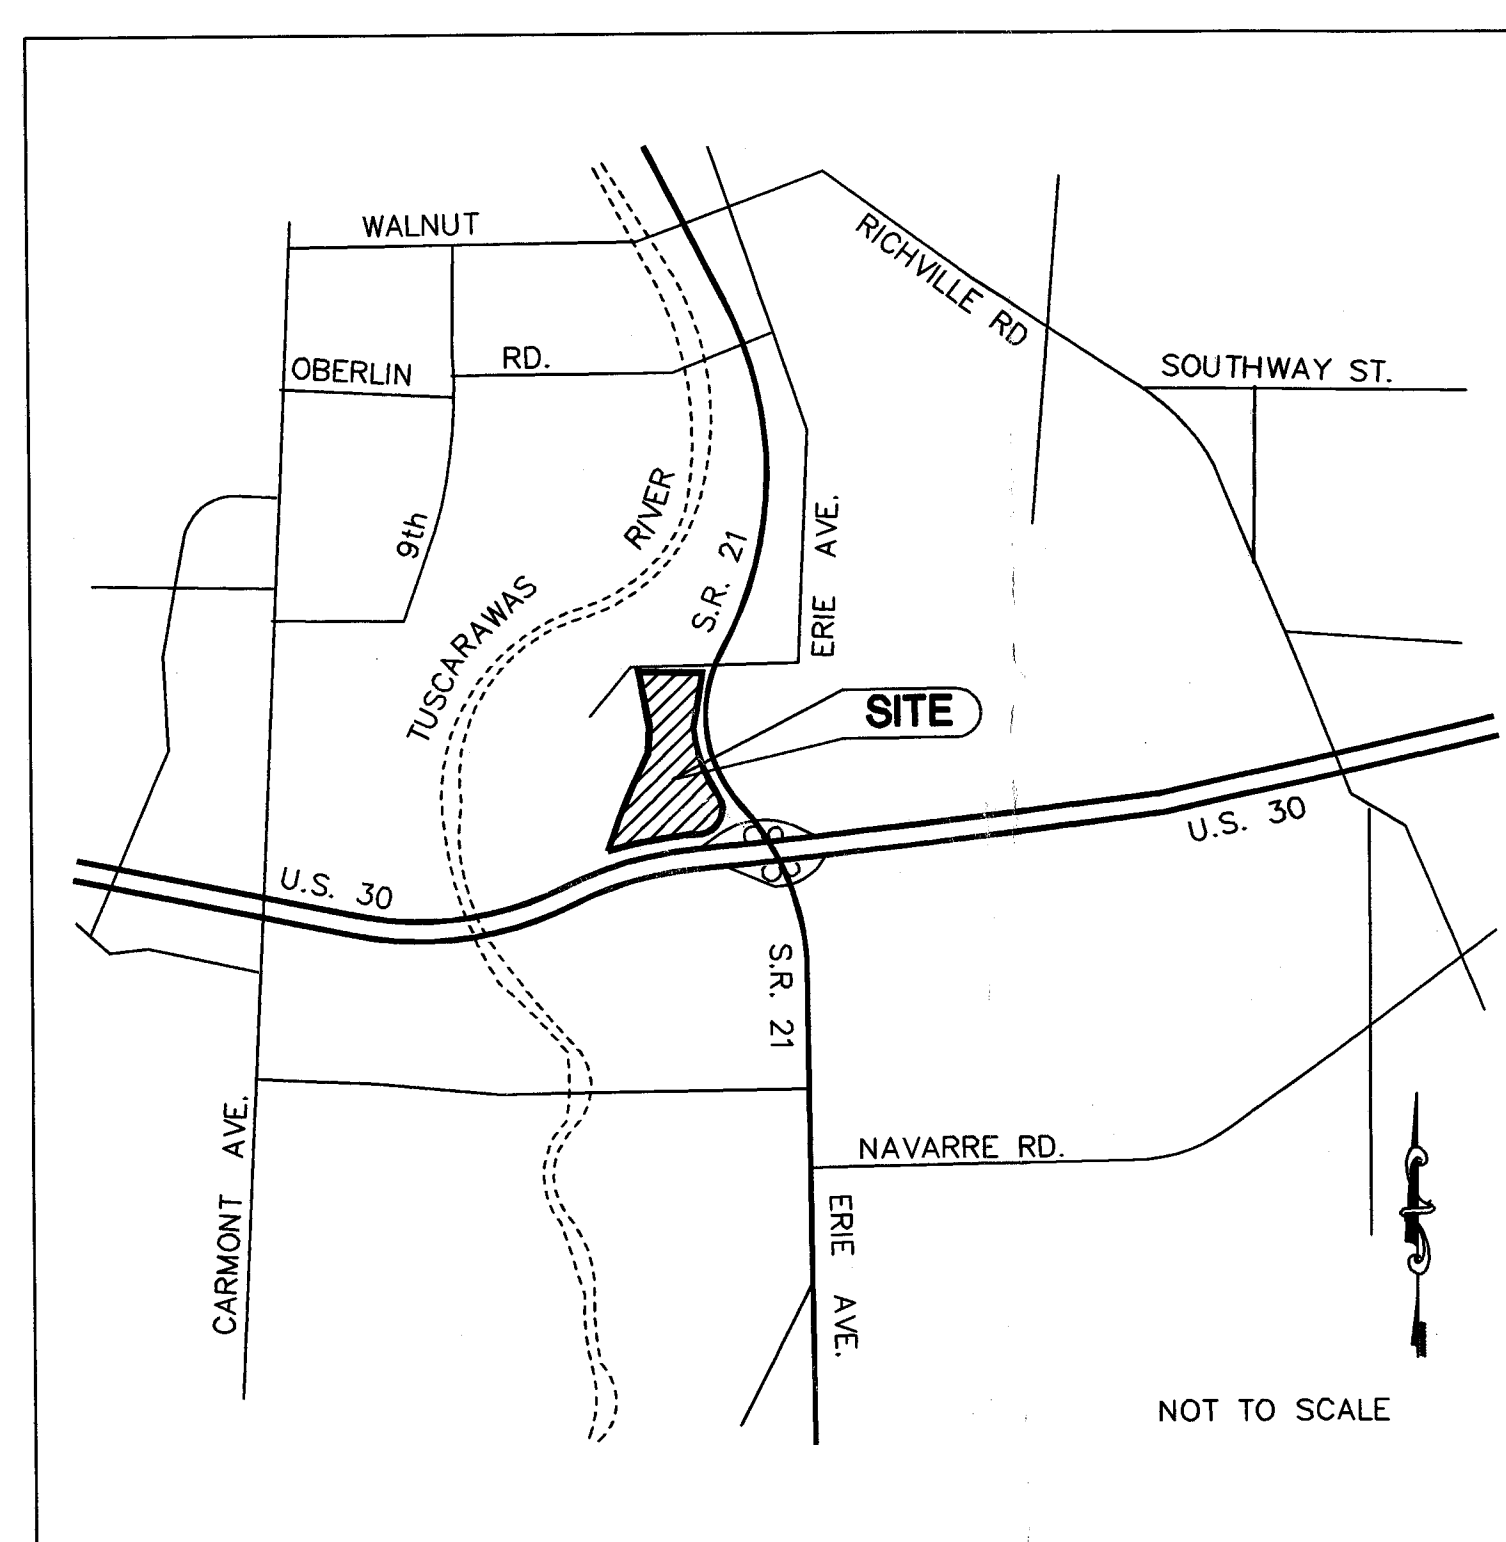 WALNUT
RICHVILLE RD
OBERLIN RD.
SOUTHWAY ST.
9th
RIVER
TUSCARAWAS
S.R. 21
ERIE AVE.
SITE
U.S. 30
U.S. 30
S.R. 21
CARMONT AVE.
NAVARRE RD.
ERIE AVE.
NOT TO SCALE